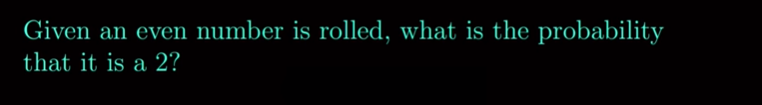 Given an even number is rolled, what is the probability
that it is a 2?